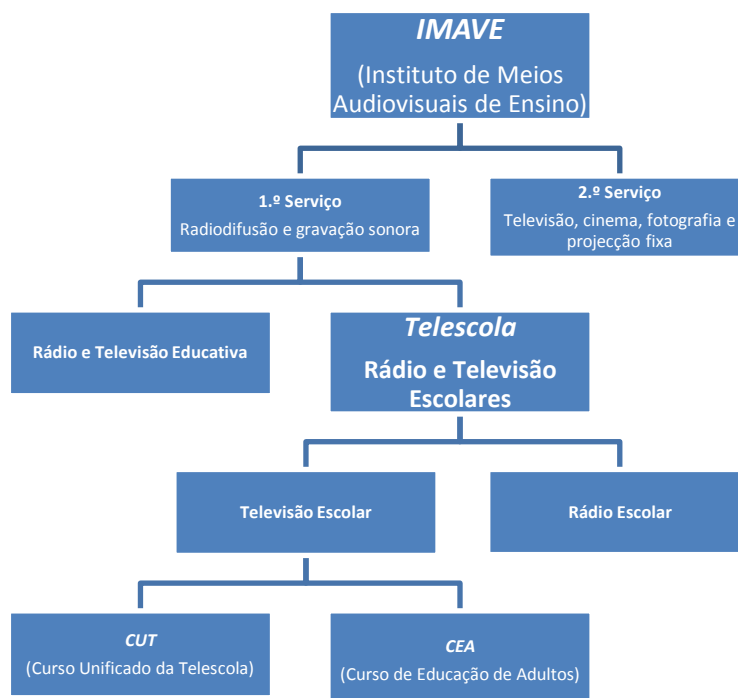 IMAVE
(Instituto de Meios
Audiovisuais de Ensino)
1.º Serviço
Radiodifusão e gravação sonora
2.º Serviço
Televisão, cinema, fotografia e
projecção fixa
Rádio e Televisão Educativa
Telescola
Rádio e Televisão
Escolares
Televisão Escolar
Rádio Escolar
CUT
(Curso Unificado da Telescola)
CEA
(Curso de Educação de Adultos)